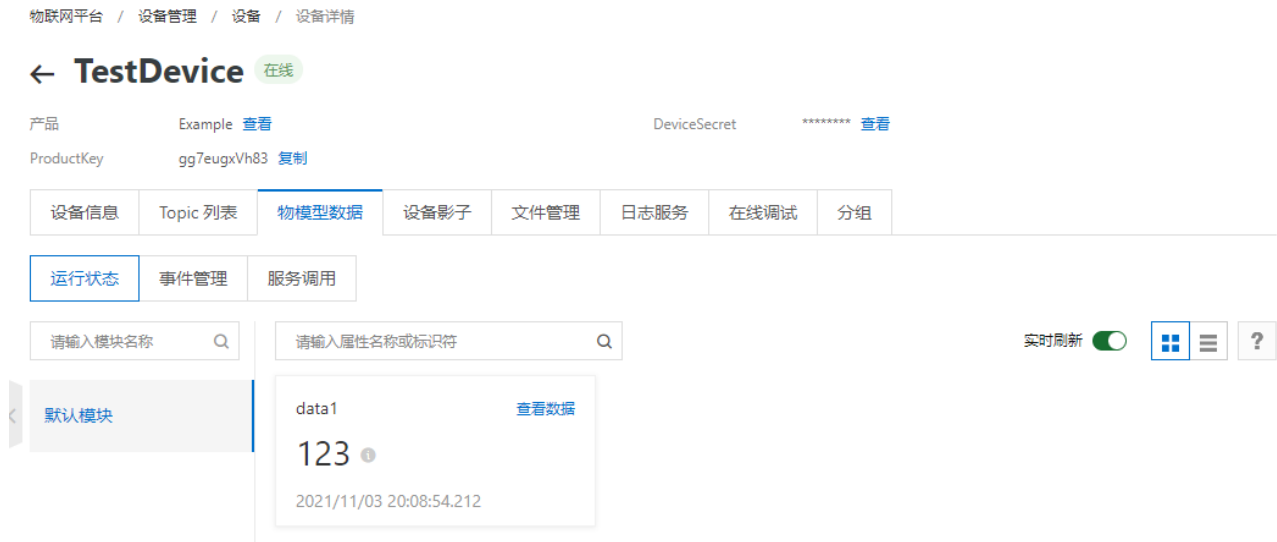 物联网平台 / 设备管理 / 设备 / 设备详情
← TestDevice 在线
产品 Example 查看 DeviceSecret ******** 查看
ProductKey gg7eugxVh83 复制
设备信息 Topic 列表 物模型数据 设备影子 文件管理 日志服务 在线调试 分组
运行状态 事件管理 服务调用
请输入模块名称 请输入属性名称或标识符 实时刷新 ?
默认模块 data1 查看数据
123
2021/11/03 20:08:54.212